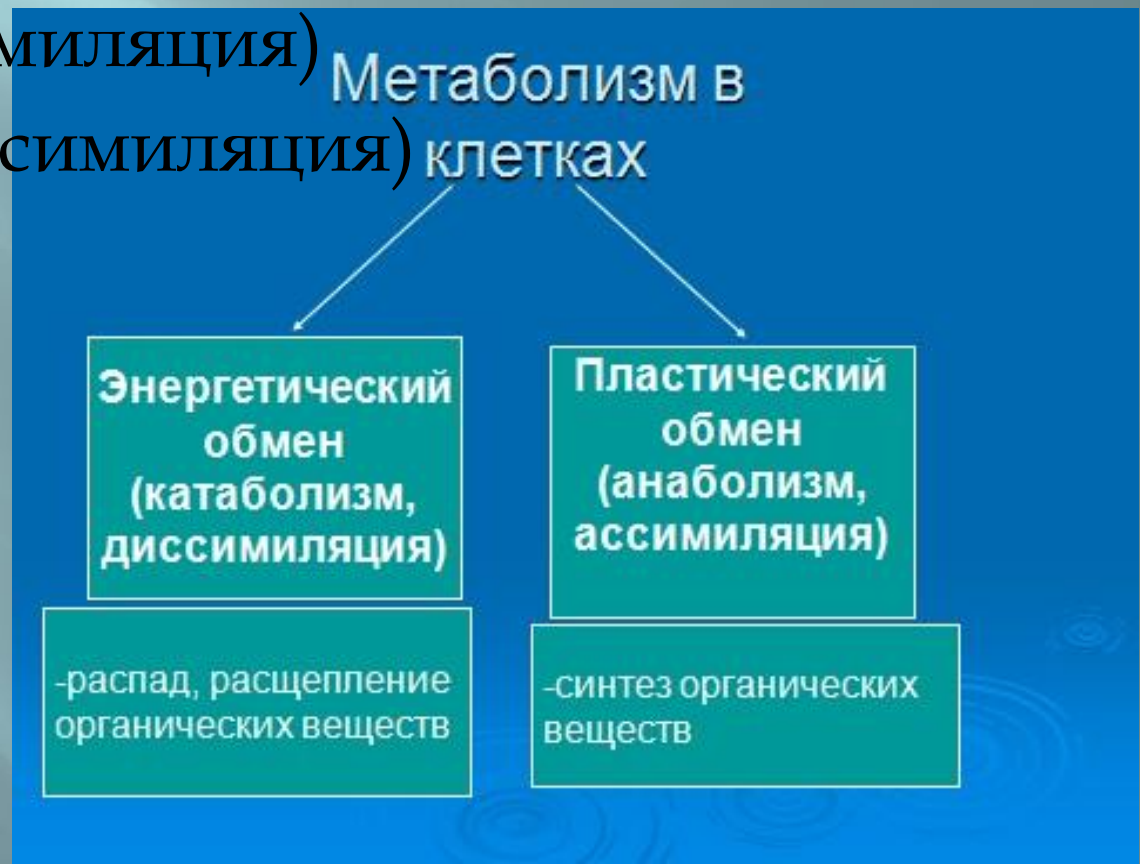 миляция)
симиляция)
Метаболизм в
клетках
Энергетический
обмен
(катаболизм,
диссимиляция)
-распад, расщепление
органических веществ
Пластический
обмен
(анаболизм,
ассимиляция)
-синтез органических
веществ